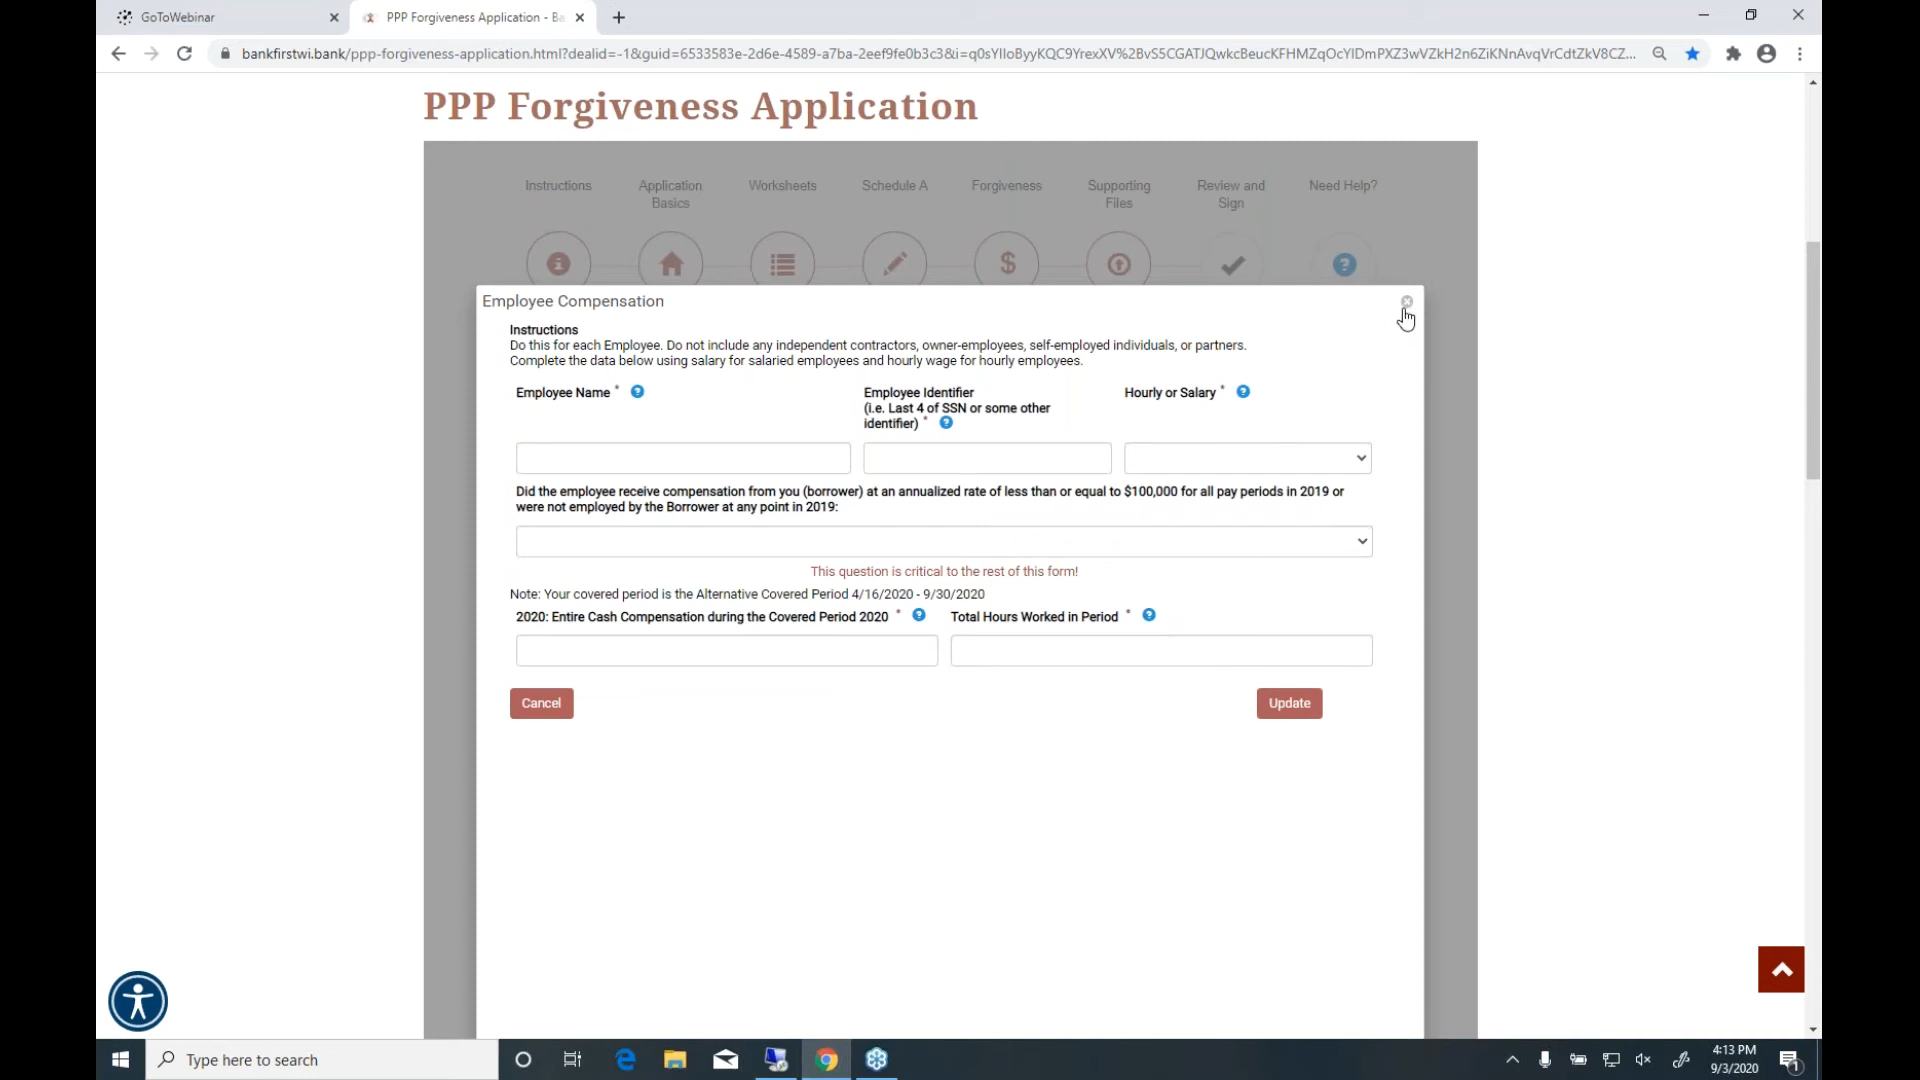 GoToWebinar
PPP Forgiveness Application - Ba
bankfirstwi.bank/ppp-forgiveness-application.html?dealid=-1&guid=6533583e-2d6e-4589-a7ba-2eef9fe0b3c3&i=q0sYIloByyKQC9YrexXV%2BvS5CGATJQwkcBeucKFHMZqOcYlDmPXZ3wVZkH2n6ZiKNnAvqVrCdtZkV8CZ...
PPP Forgiveness Application
Instructions
Application
Basics
Worksheets
Schedule A
Forgiveness
Supporting
Files
Review and
Sign
Need Help?
Employee Compensation
Instructions
Do this for each Employee. Do not include any independent contractors, owner-employees, self-employed individuals, or partners.
Complete the data below using salary for salaried employees and hourly wage for hourly employees.
Employee Name *
Employee Identifier
(i.e. Last 4 of SSN or some other
identifier) *
Hourly or Salary *
Did the employee receive compensation from you (borrower) at an annualized rate of less than or equal to $100,000 for all pay periods in 2019 or
were not employed by the Borrower at any point in 2019:
This question is critical to the rest of this form!
Note: Your covered period is the Alternative Covered Period 4/16/2020 - 9/30/2020
2020: Entire Cash Compensation during the Covered Period 2020 *
Total Hours Worked in Period *
Cancel
Update
Type here to search
4:13 PM
9/3/2020
1